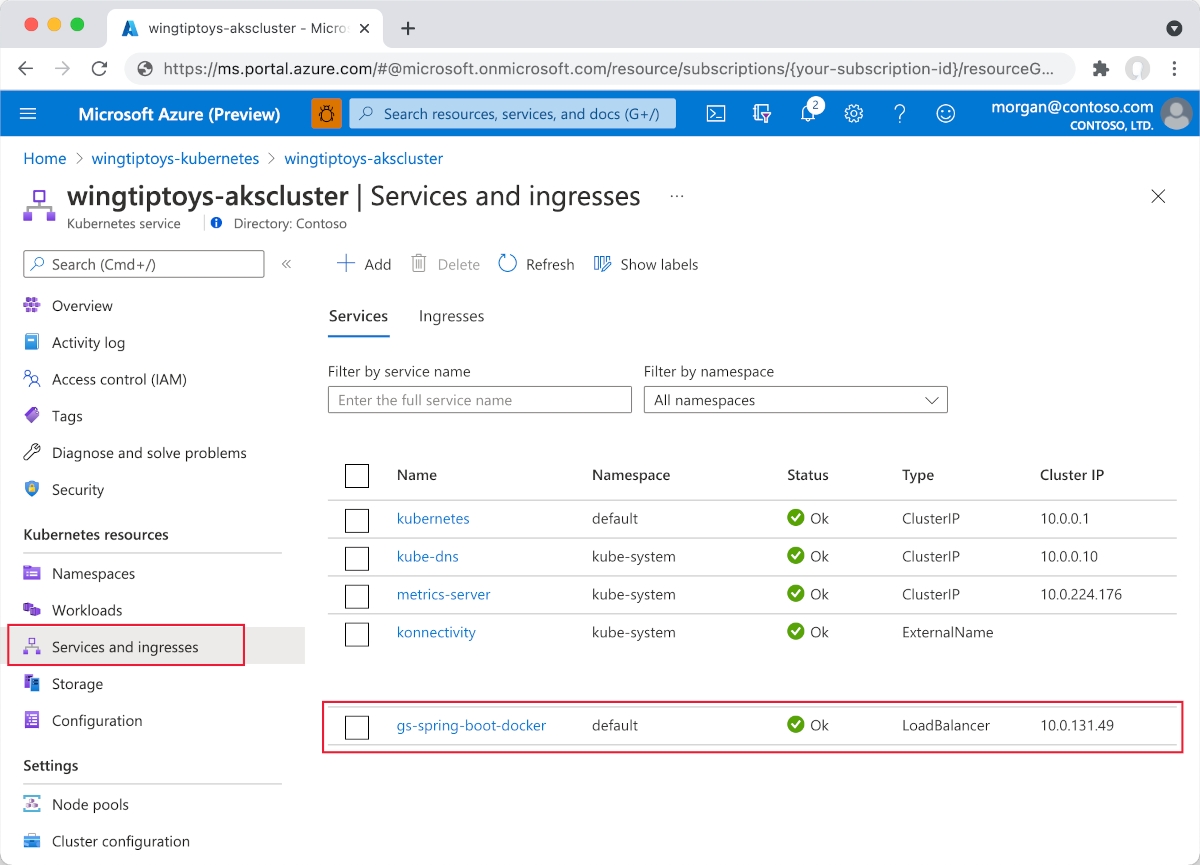 wingtiptoys-akscluster - Micro
https://ms.portal.azure.com/#@microsoft.onmicrosoft.com/resource/subscriptions/{your-subscription-id}/resourceG...
Microsoft Azure (Preview)
Search resources, services, and docs (G+/)
2
morgan@contoso.com
CONTOSO, LTD.
Home > wingtiptoys-kubernetes > wingtiptoys-akscluster
wingtiptoys-akscluster | Services and ingresses ...
Kubernetes service
Directory: Contoso
Search (Cmd+/)
«
Overview
Activity log
Access control (IAM)
Tags
Diagnose and solve problems
Security
Kubernetes resources
Namespaces
Workloads
Services and ingresses
Storage
Configuration
Settings
Node pools
Cluster configuration
Add Delete Refresh Show labels
Services Ingresses
Filter by service name Filter by namespace
Enter the full service name All namespaces
Name Namespace Status Type Cluster IP
kubernetes default Ok ClusterIP 10.0.0.1
kube-dns kube-system Ok ClusterIP 10.0.0.10
metrics-server kube-system Ok ClusterIP 10.0.224.176
konnectivity kube-system Ok ExternalName
gs-spring-boot-docker default Ok LoadBalancer 10.0.131.49